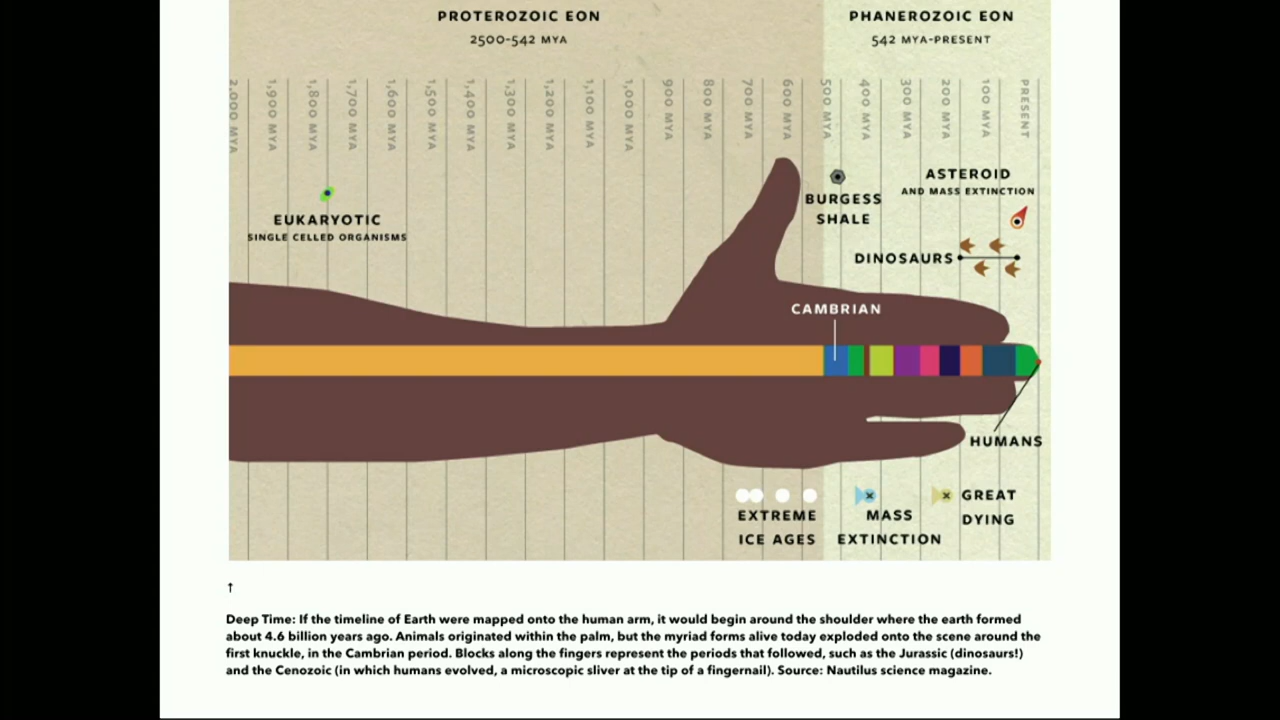 PROTEROZOIC EON
2500-542 MYA
PHANEROZOIC EON
542 MYA-PRESENT
2,000 MYA
1,900 MYA
1,800 MYA
1,700 MYA
1,600 MYA
1,500 MYA
1,400 MYA
1,300 MYA
1,200 MYA
1,100 MYA
1,000 MYA
900 MYA
800 MYA
700 MYA
600 MYA
500 MYA
400 MYA
300 MYA
200 MYA
100 MYA
PRESENT
EUKARYOTIC
SINGLE CELLED ORGANISMS
BURGESS
SHALE
ASTEROID
AND MASS EXTINCTION
DINOSAURS
CAMBRIAN
HUMANS
EXTREME
ICE AGES
MASS
EXTINCTION
GREAT
DYING
↑
Deep Time: If the timeline of Earth were mapped onto the human arm, it would begin around the shoulder where the earth formed
about 4.6 billion years ago. Animals originated within the palm, but the myriad forms alive today exploded onto the scene around the
first knuckle, in the Cambrian period. Blocks along the fingers represent the periods that followed, such as the Jurassic (dinosaurs!)
and the Cenozoic (in which humans evolved, a microscopic sliver at the tip of a fingernail). Source: Nautilus science magazine.